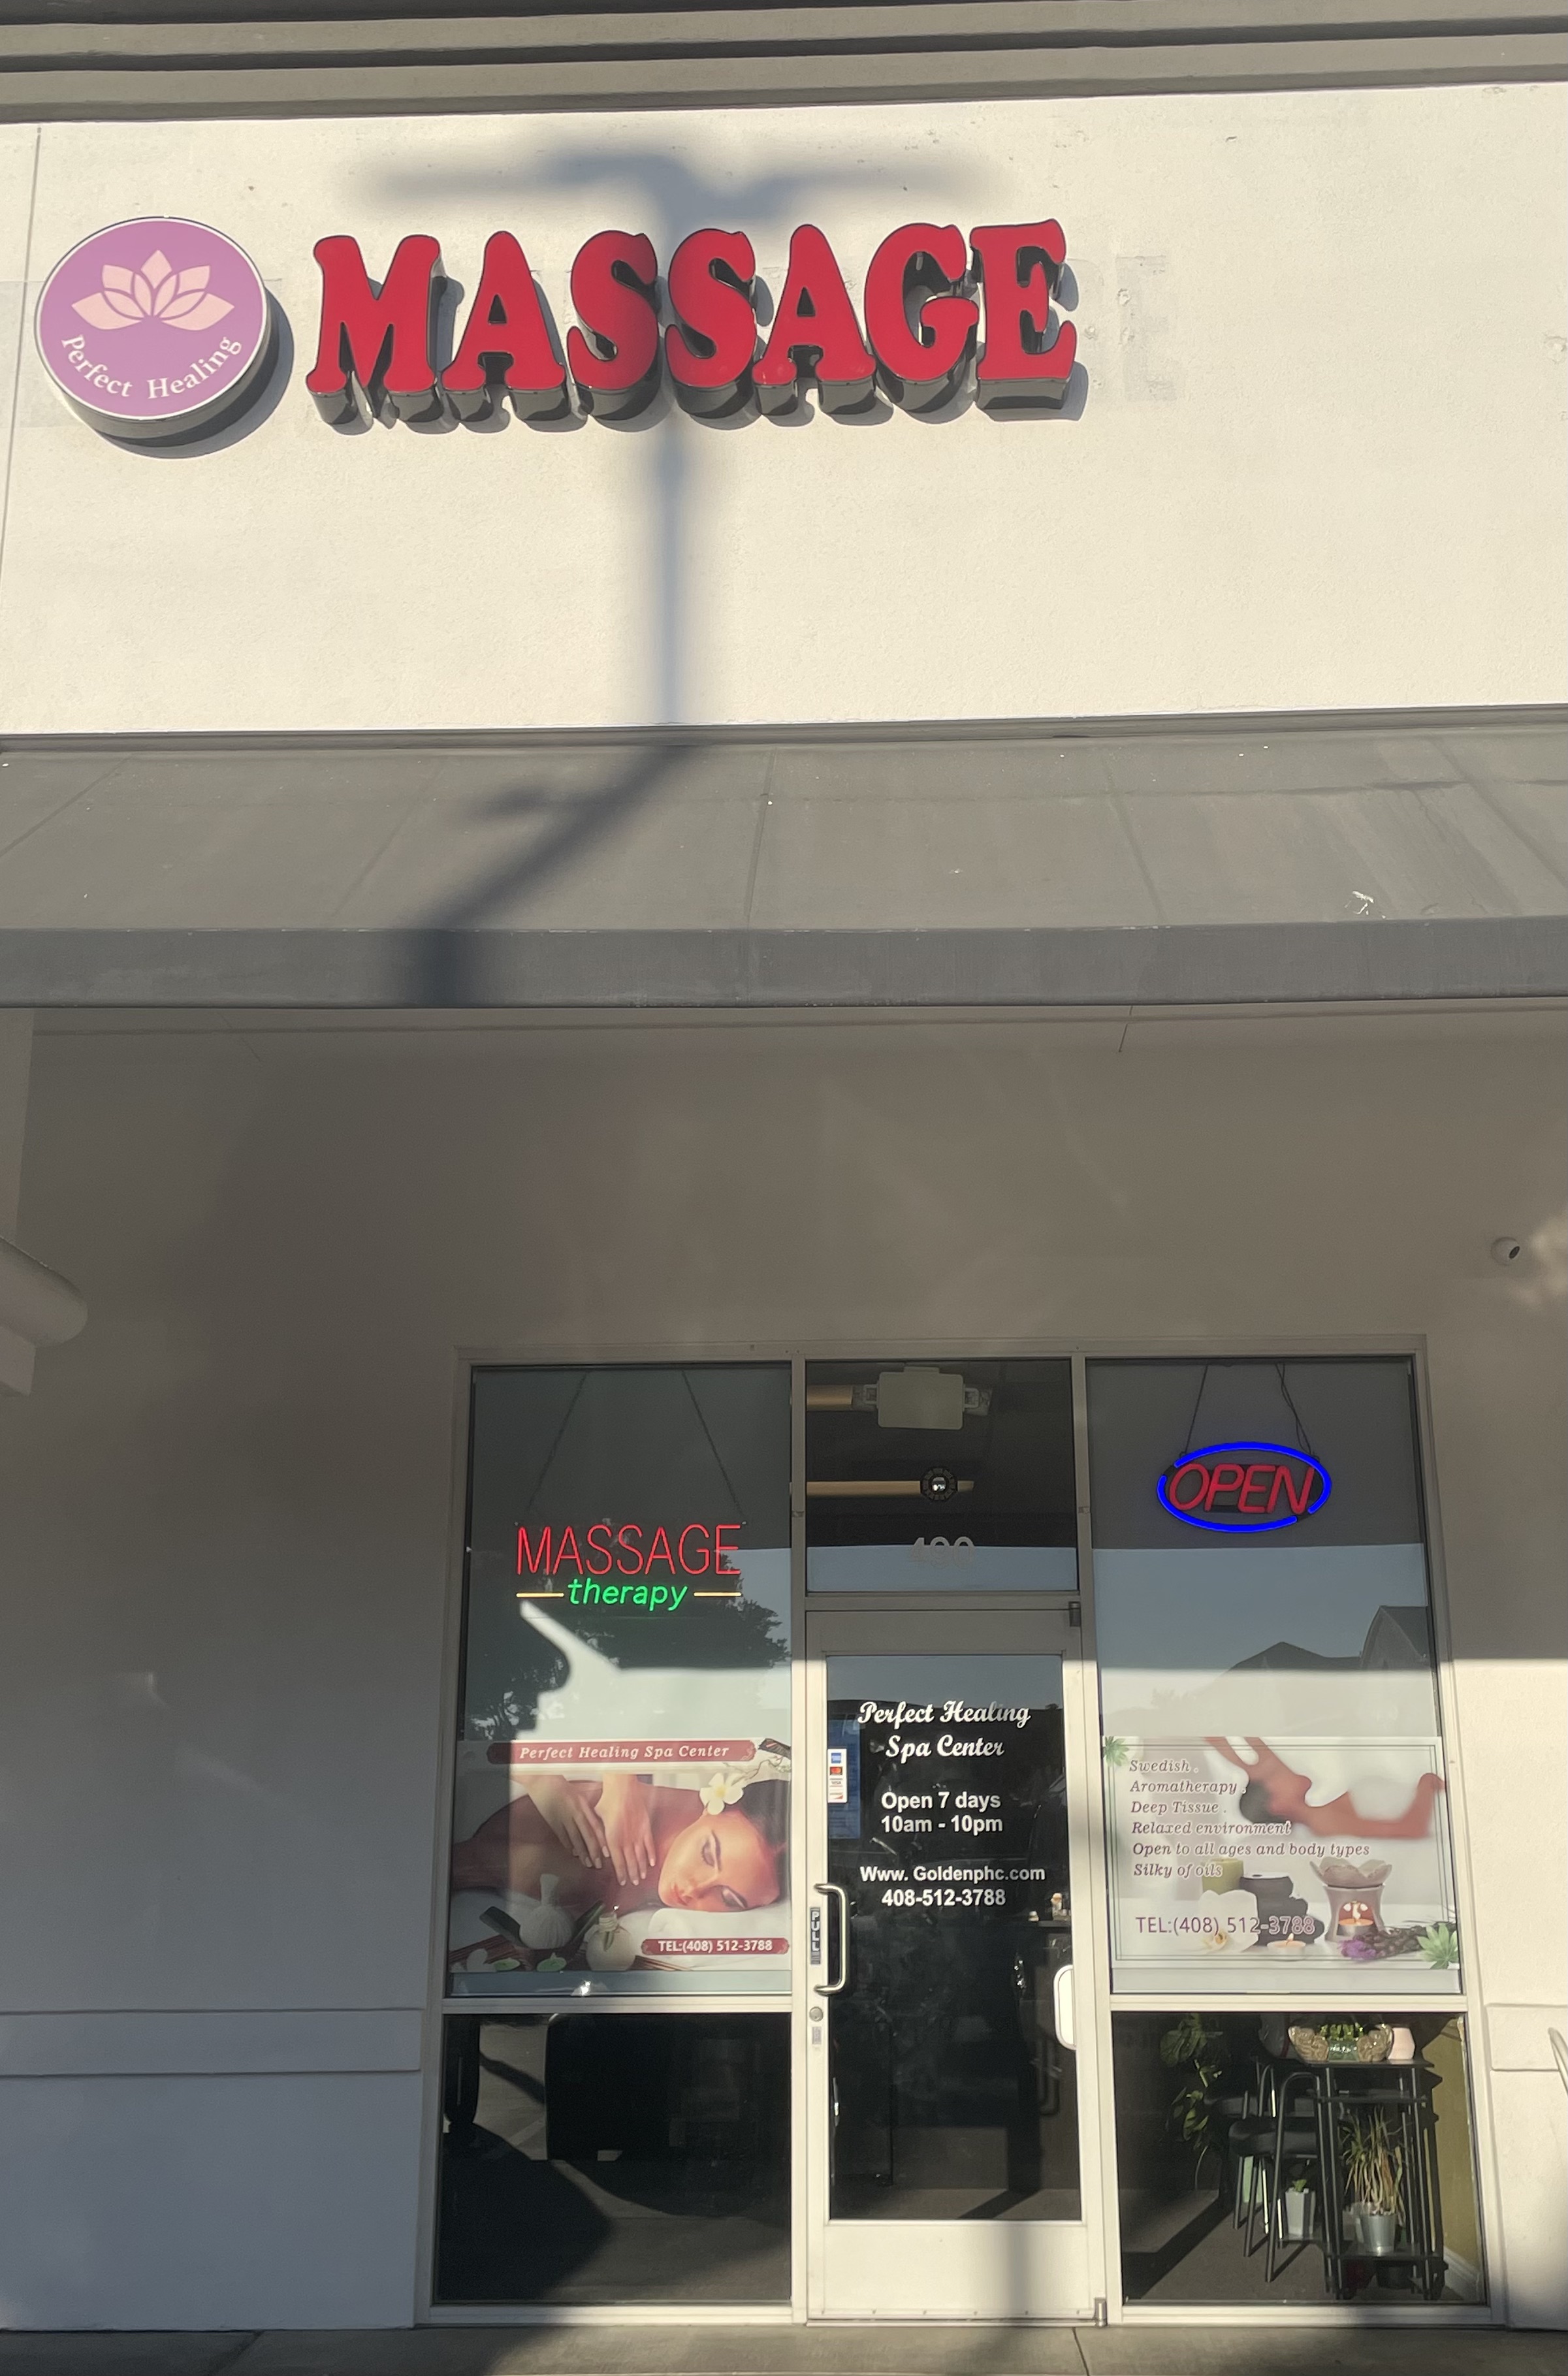 Perfect Healing
MASSAGE
OPEN
MASSAGE
therapy
Perfect Healing Spa Center
TEL:(408) 512-3788
Perfect Healing
Spa Center
Open 7 days
10am - 10pm
Www. Goldenphc.com
408-512-3788
PULL
Swedish .
Aromatherapy .
Deep Tissue .
Relaxed environment
Open to all ages and body types
Silky of oils
TEL:(408) 512-3788